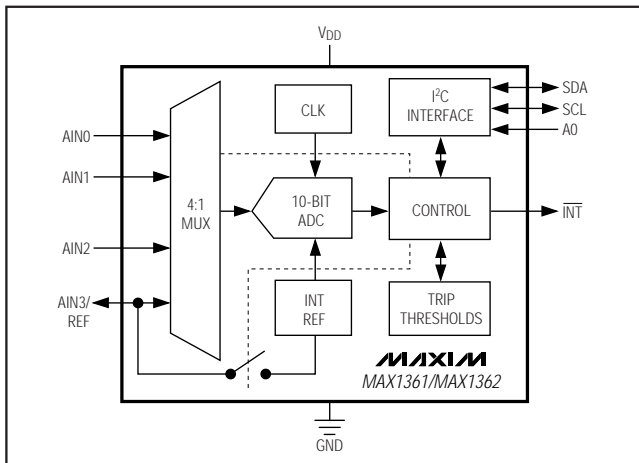 VDD
CLK
I²C
INTERFACE
SDA
SCL
A0
AIN0
AIN1
AIN2
AIN3/
REF
4:1
MUX
10-BIT
ADC
CONTROL
INT
INT
REF
TRIP
THRESHOLDS
MAXIM
MAX1361/MAX1362
GND